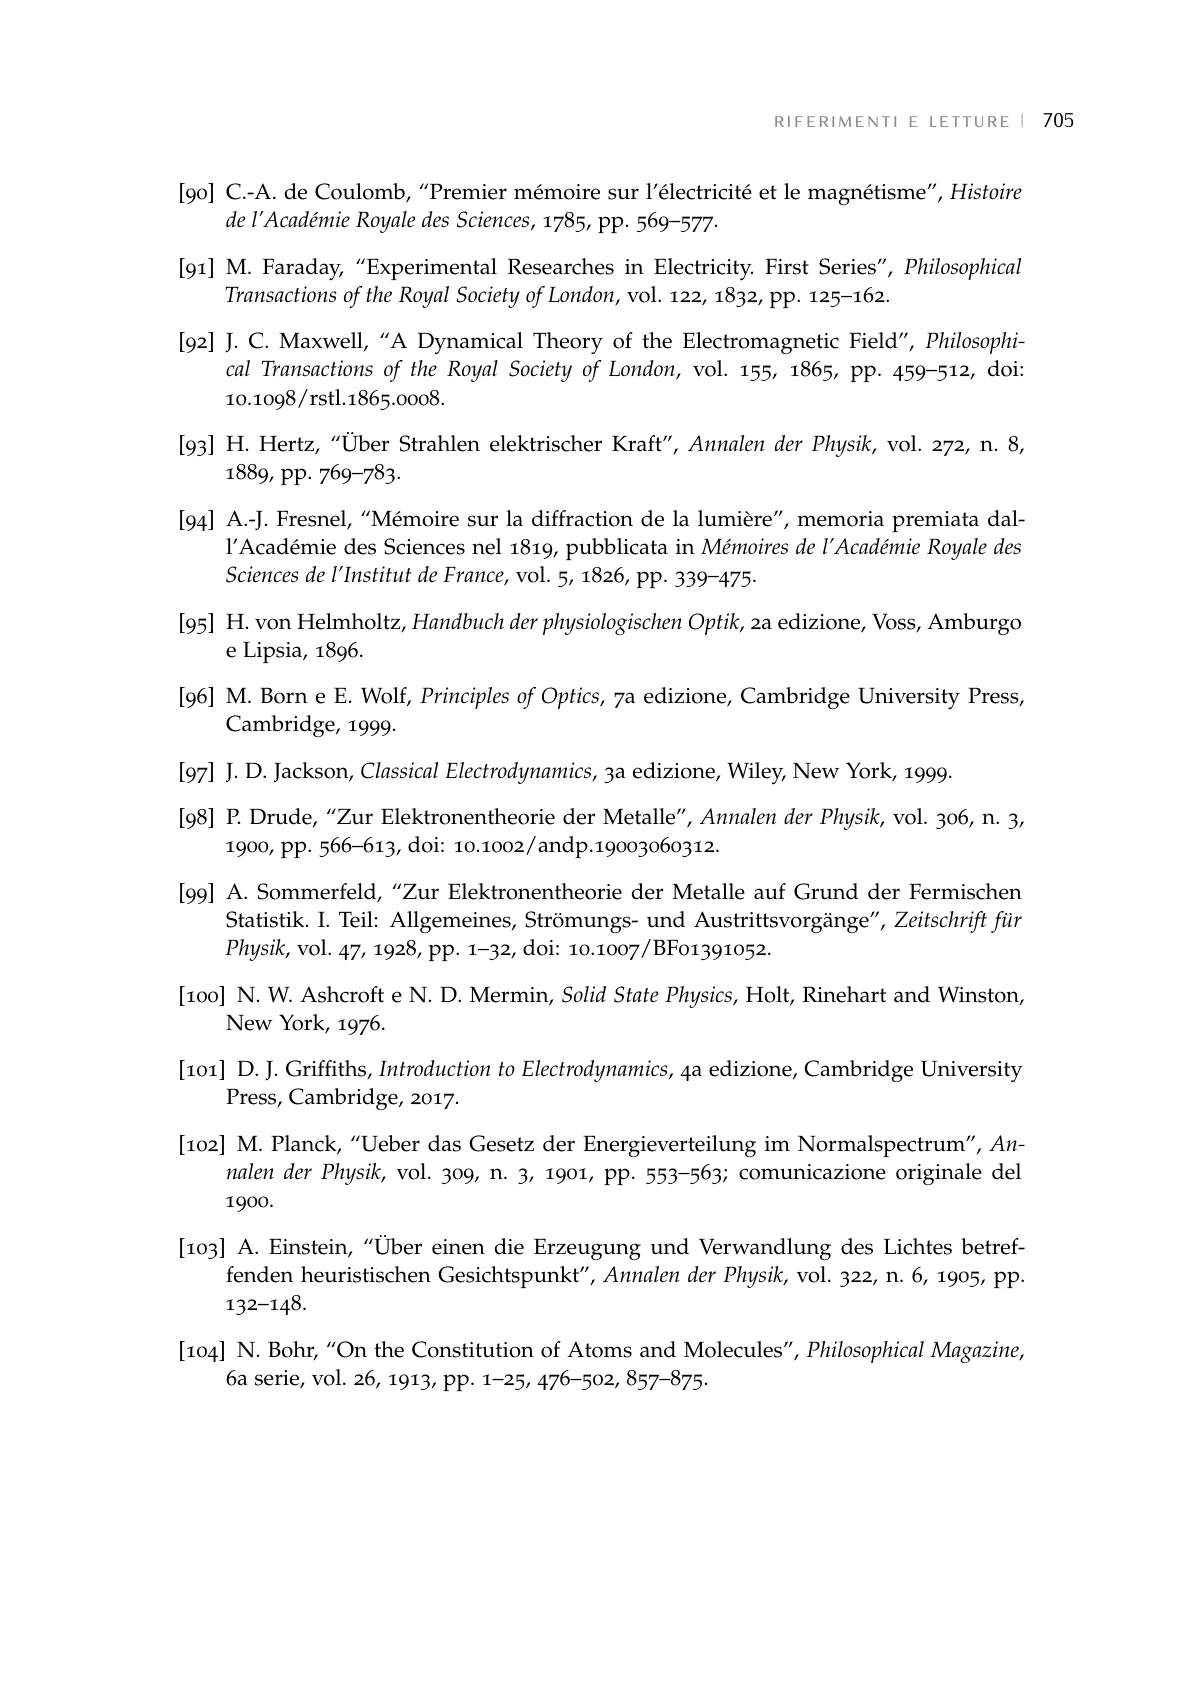 RIFERIMENTI E LETTURE | 705
[90] C.-A. de Coulomb, “Premier mémoire sur l’électricité et le magnétisme”, Histoire
de l’Académie Royale des Sciences, 1785, pp. 569–577.
[91] M. Faraday, “Experimental Researches in Electricity. First Series”, Philosophical
Transactions of the Royal Society of London, vol. 122, 1832, pp. 125–162.
[92] J. C. Maxwell, “A Dynamical Theory of the Electromagnetic Field”, Philosophi-
cal Transactions of the Royal Society of London, vol. 155, 1865, pp. 459–512, doi:
10.1098/rstl.1865.0008.
[93] H. Hertz, “Über Strahlen elektrischer Kraft”, Annalen der Physik, vol. 272, n. 8,
1889, pp. 769–783.
[94] A.-J. Fresnel, “Mémoire sur la diffraction de la lumière”, memoria premiata dal-
l’Académie des Sciences nel 1819, pubblicata in Mémoires de l’Académie Royale des
Sciences de l’Institut de France, vol. 5, 1826, pp. 339–475.
[95] H. von Helmholtz, Handbuch der physiologischen Optik, 2a edizione, Voss, Amburgo
e Lipsia, 1896.
[96] M. Born e E. Wolf, Principles of Optics, 7a edizione, Cambridge University Press,
Cambridge, 1999.
[97] J. D. Jackson, Classical Electrodynamics, 3a edizione, Wiley, New York, 1999.
[98] P. Drude, “Zur Elektronentheorie der Metalle”, Annalen der Physik, vol. 306, n. 3,
1900, pp. 566–613, doi: 10.1002/andp.19003060312.
[99] A. Sommerfeld, “Zur Elektronentheorie der Metalle auf Grund der Fermischen
Statistik. I. Teil: Allgemeines, Strömungs- und Austrittsvorgänge”, Zeitschrift für
Physik, vol. 47, 1928, pp. 1–32, doi: 10.1007/BF01391052.
[100] N. W. Ashcroft e N. D. Mermin, Solid State Physics, Holt, Rinehart and Winston,
New York, 1976.
[101] D. J. Griffiths, Introduction to Electrodynamics, 4a edizione, Cambridge University
Press, Cambridge, 2017.
[102] M. Planck, “Ueber das Gesetz der Energieverteilung im Normalspectrum”, An-
nalen der Physik, vol. 309, n. 3, 1901, pp. 553–563; comunicazione originale del
1900.
[103] A. Einstein, “Über einen die Erzeugung und Verwandlung des Lichtes betref-
fenden heuristischen Gesichtspunkt”, Annalen der Physik, vol. 322, n. 6, 1905, pp.
132–148.
[104] N. Bohr, “On the Constitution of Atoms and Molecules”, Philosophical Magazine,
6a serie, vol. 26, 1913, pp. 1–25, 476–502, 857–875.